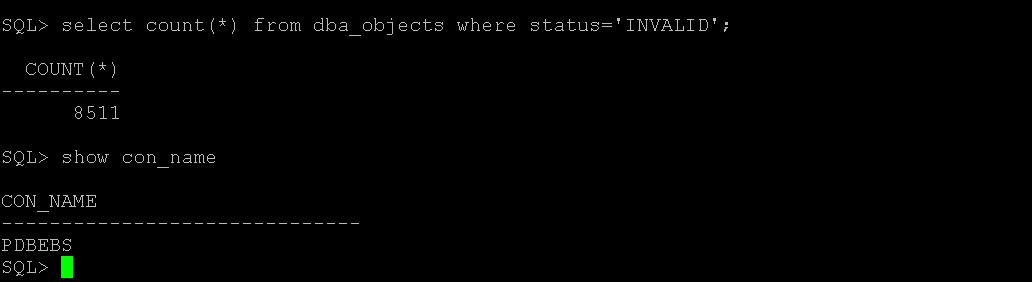 SQL> select count(*) from dba_objects where status='INVALID';
  COUNT(*)
----------
      8511
SQL> show con_name
CON_NAME
------------------------------
PDBEBS
SQL>